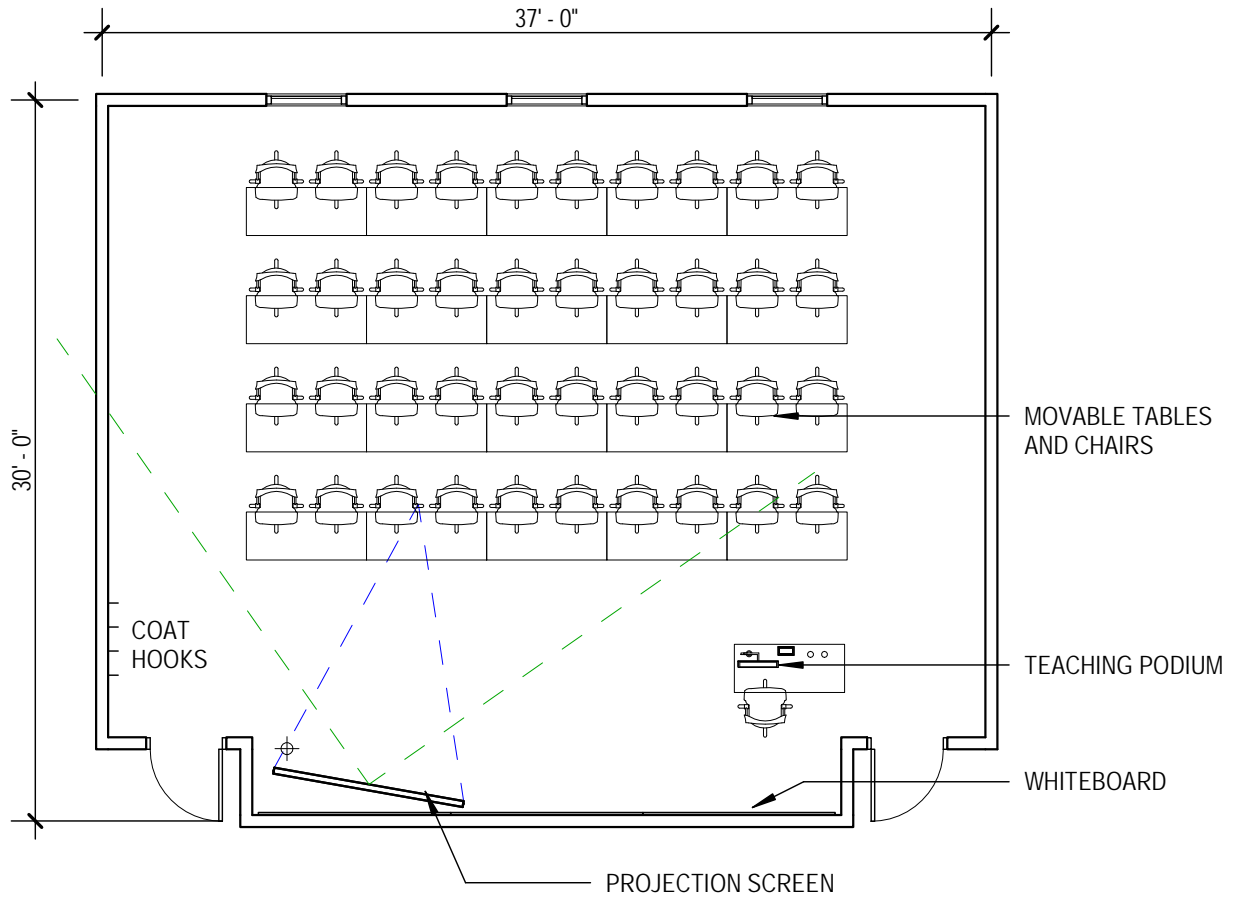 37' - 0"
30' - 0"
MOVABLE TABLES
AND CHAIRS
COAT
HOOKS
TEACHING PODIUM
WHITEBOARD
PROJECTION SCREEN